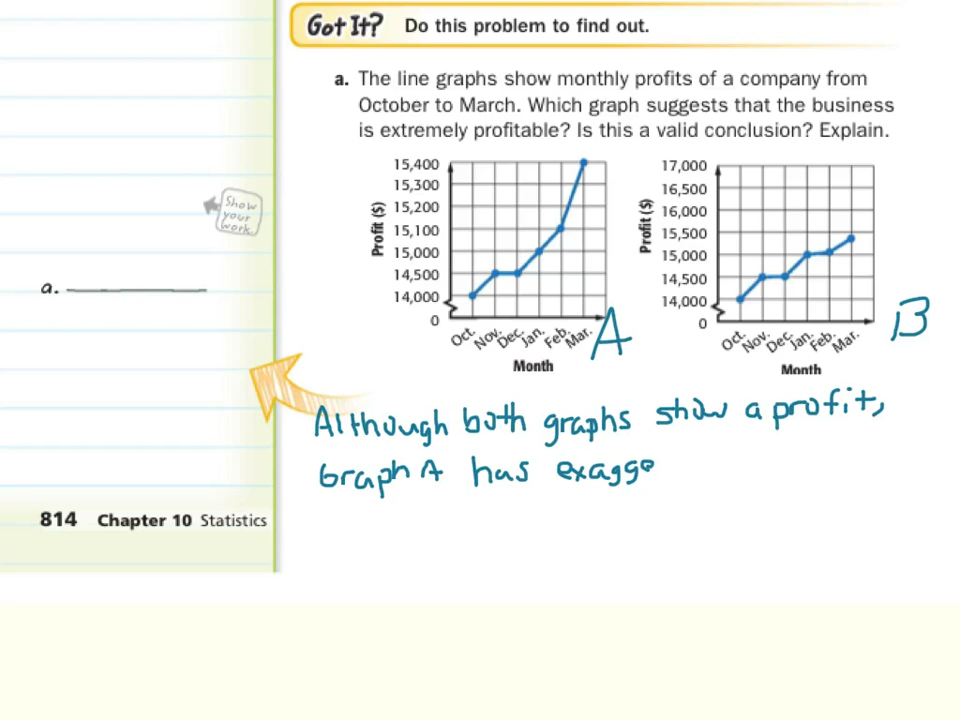 Got It? Do this problem to find out.
a. The line graphs show monthly profits of a company from
October to March. Which graph suggests that the business
is extremely profitable? Is this a valid conclusion? Explain.
Show
your
work.
a.
15,400
15,300
15,200
15,100
15,000
14,500
14,000
0
Profit ($)
Oct. Nov. Dec. Jan. Feb. Mar.
Month
A
17,000
16,500
16,000
15,500
15,000
14,500
14,000
0
Profit ($)
Oct. Nov. Dec. Jan. Feb. Mar.
Month
B
Although both graphs show a profit,
Graph A has exagge
814 Chapter 10 Statistics